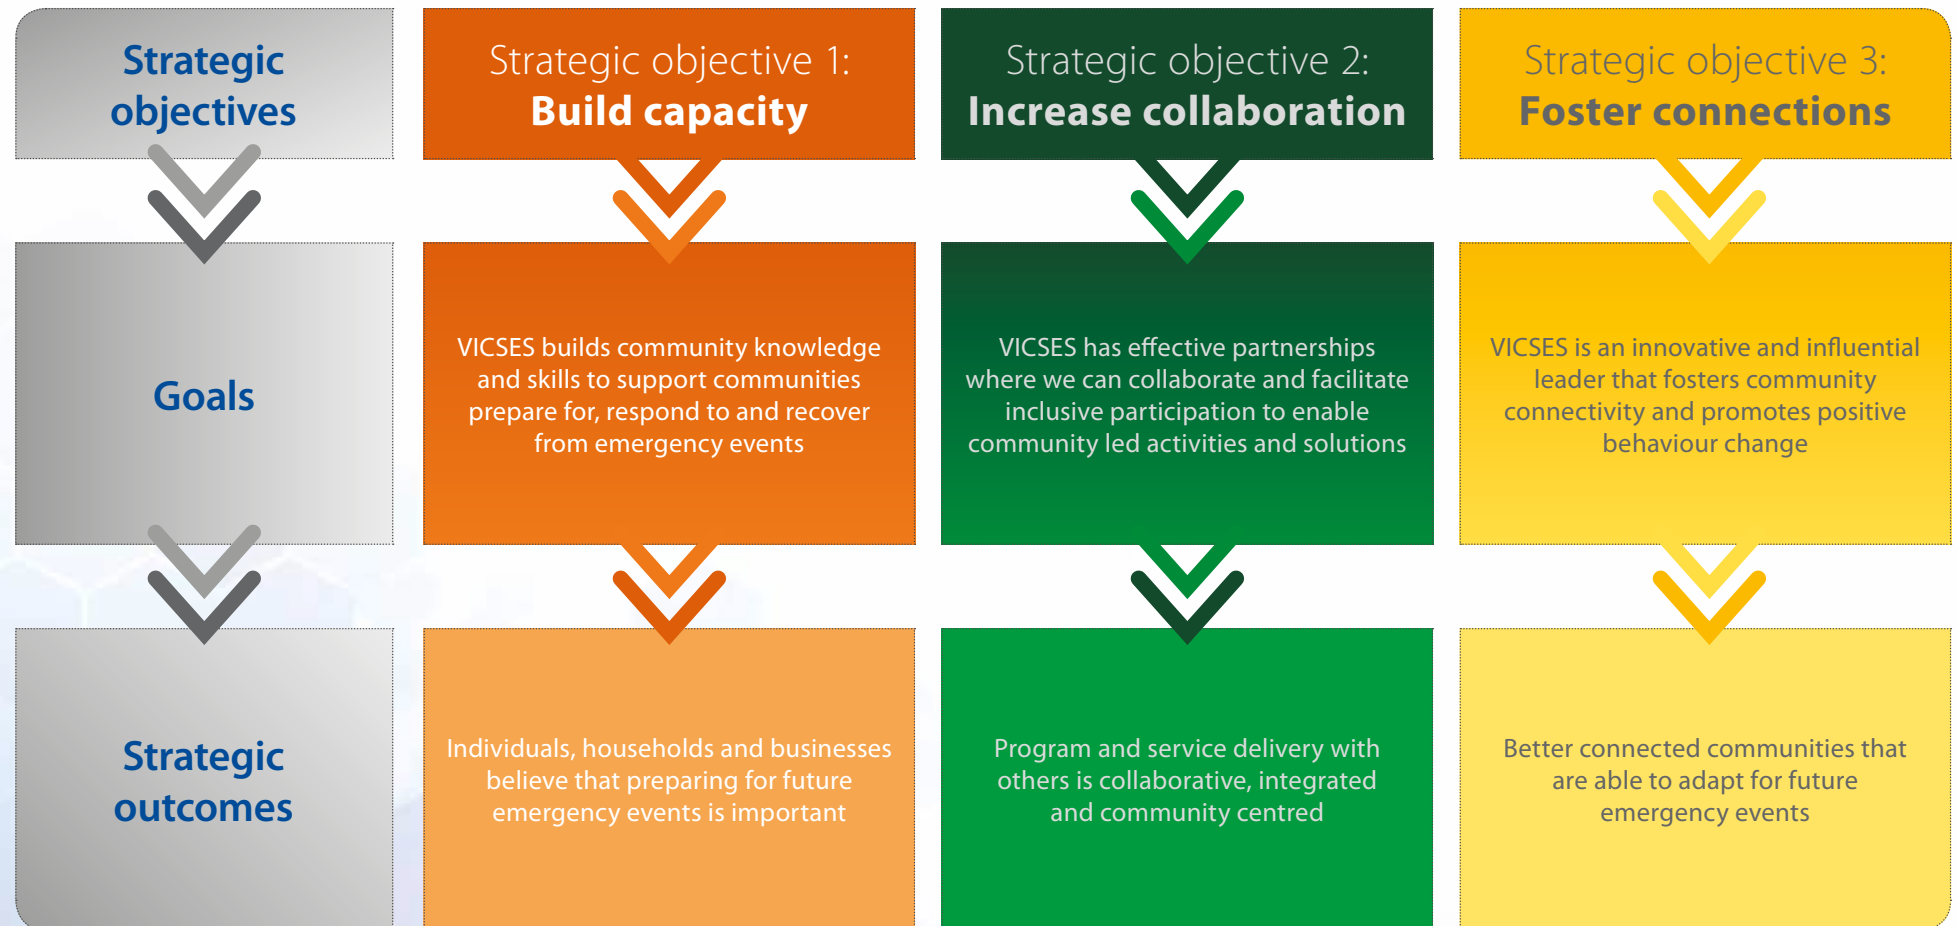 Strategic
objectives
Strategic objective 1:
Build capacity
Strategic objective 2:
Increase collaboration
Strategic objective 3:
Foster connections
Goals
VICSES builds community knowledge
and skills to support communities
prepare for, respond to and recover
from emergency events
VICSES has effective partnerships
where we can collaborate and facilitate
inclusive participation to enable
community led activities and solutions
VICSES is an innovative and influential
leader that fosters community
connectivity and promotes positive
behaviour change
Strategic
outcomes
Individuals, households and businesses
believe that preparing for future
emergency events is important
Program and service delivery with
others is collaborative, integrated
and community centred
Better connected communities that
are able to adapt for future
emergency events